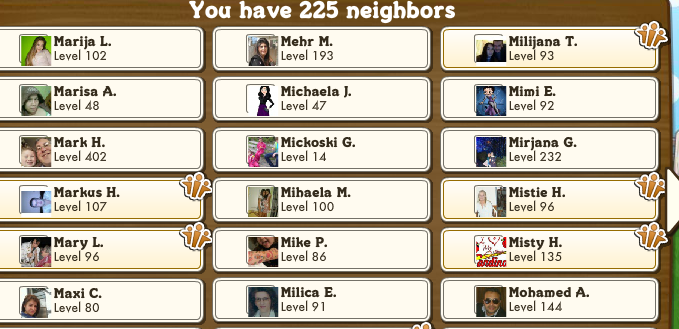 You have 225 neighbors
Marija L.
Level 102
Mehr M.
Level 193
Milijana T.
Level 93
Marisa A.
Level 48
Michaela J.
Level 47
Mimi E.
Level 92
Mark H.
Level 402
Mickoski G.
Level 14
Mirjana G.
Level 232
Markus H.
Level 107
Mihaela M.
Level 100
Mistie H.
Level 96
Mary L.
Level 96
Mike P.
Level 86
Misty H.
Level 135
Maxi C.
Level 80
Milica E.
Level 91
Mohamed A.
Level 144